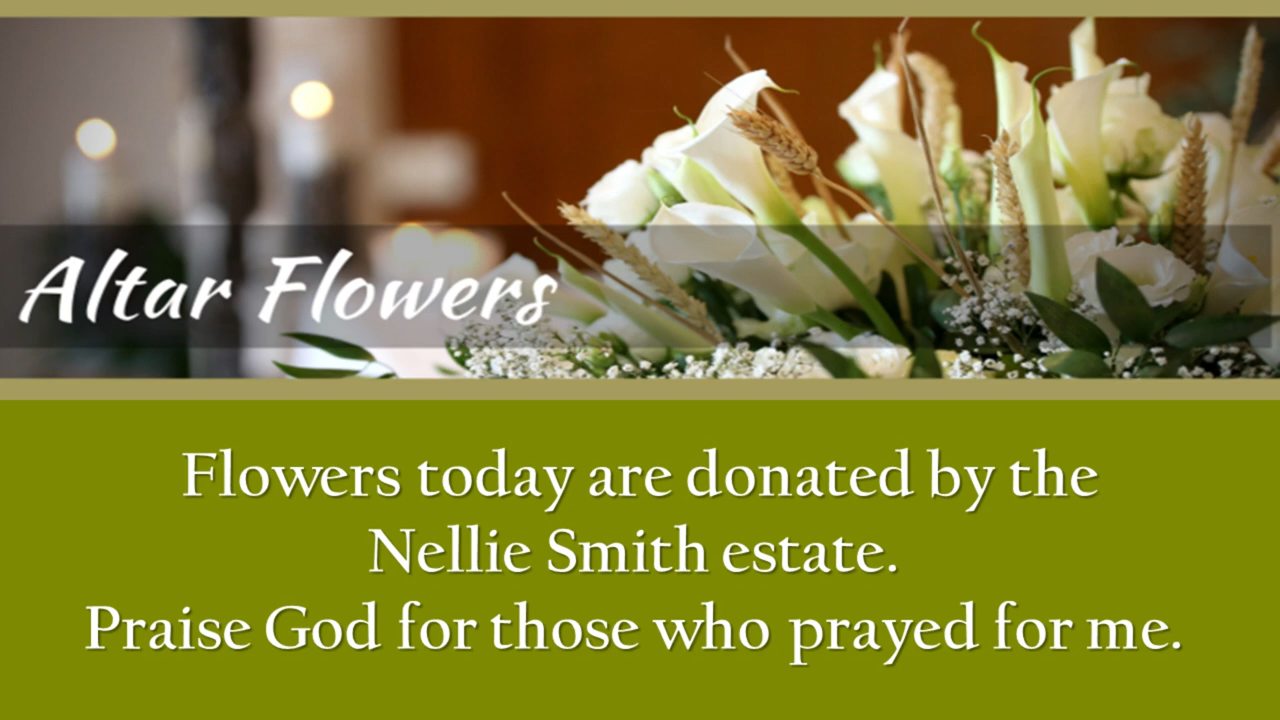 Altar Flowers
Flowers today are donated by the
Nellie Smith estate.
Praise God for those who prayed for me.